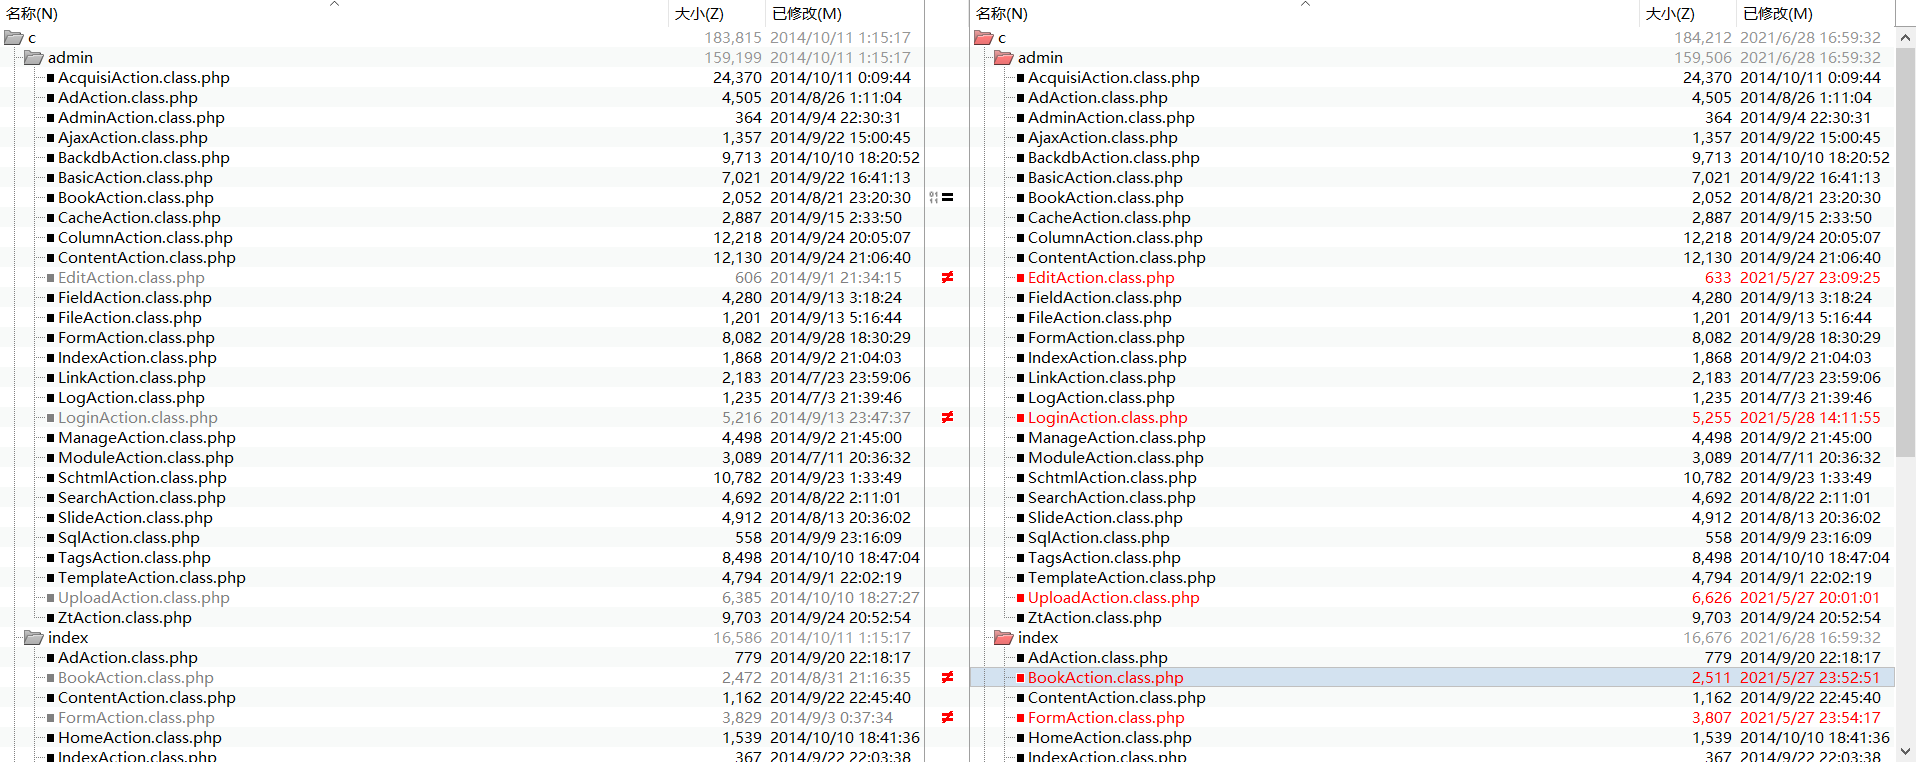 名称(N) 大小(Z) 已修改(M) 名称(N) 大小(Z) 已修改(M)
c 183,815 2014/10/11 1:15:17 c 184,212 2021/6/28 16:59:32
admin 159,199 2014/10/11 1:15:17 admin 159,506 2021/6/28 16:59:32
AcquisiAction.class.php 24,370 2014/10/11 0:09:44 AcquisiAction.class.php 24,370 2014/10/11 0:09:44
AdAction.class.php 4,505 2014/8/26 1:11:04 AdAction.class.php 4,505 2014/8/26 1:11:04
AdminAction.class.php 364 2014/9/4 22:30:31 AdminAction.class.php 364 2014/9/4 22:30:31
AjaxAction.class.php 1,357 2014/9/22 15:00:45 AjaxAction.class.php 1,357 2014/9/22 15:00:45
BackdbAction.class.php 9,713 2014/10/10 18:20:52 BackdbAction.class.php 9,713 2014/10/10 18:20:52
BasicAction.class.php 7,021 2014/9/22 16:41:13 BasicAction.class.php 7,021 2014/9/22 16:41:13
BookAction.class.php 2,052 2014/8/21 23:20:30 = BookAction.class.php 2,052 2014/8/21 23:20:30
CacheAction.class.php 2,887 2014/9/15 2:33:50 CacheAction.class.php 2,887 2014/9/15 2:33:50
ColumnAction.class.php 12,218 2014/9/24 20:05:07 ColumnAction.class.php 12,218 2014/9/24 20:05:07
ContentAction.class.php 12,130 2014/9/24 21:06:40 ContentAction.class.php 12,130 2014/9/24 21:06:40
EditAction.class.php 606 2014/9/1 21:34:15 ≠ EditAction.class.php 633 2021/5/27 23:09:25
FieldAction.class.php 4,280 2014/9/13 3:18:24 FieldAction.class.php 4,280 2014/9/13 3:18:24
FileAction.class.php 1,201 2014/9/13 5:16:44 FileAction.class.php 1,201 2014/9/13 5:16:44
FormAction.class.php 8,082 2014/9/28 18:30:29 FormAction.class.php 8,082 2014/9/28 18:30:29
IndexAction.class.php 1,868 2014/9/2 21:04:03 IndexAction.class.php 1,868 2014/9/2 21:04:03
LinkAction.class.php 2,183 2014/7/23 23:59:06 LinkAction.class.php 2,183 2014/7/23 23:59:06
LogAction.class.php 1,235 2014/7/3 21:39:46 LogAction.class.php 1,235 2014/7/3 21:39:46
LoginAction.class.php 5,216 2014/9/13 23:47:37 ≠ LoginAction.class.php 5,255 2021/5/28 14:11:55
ManageAction.class.php 4,498 2014/9/2 21:45:00 ManageAction.class.php 4,498 2014/9/2 21:45:00
ModuleAction.class.php 3,089 2014/7/11 20:36:32 ModuleAction.class.php 3,089 2014/7/11 20:36:32
SchtmlAction.class.php 10,782 2014/9/23 1:33:49 SchtmlAction.class.php 10,782 2014/9/23 1:33:49
SearchAction.class.php 4,692 2014/8/22 2:11:01 SearchAction.class.php 4,692 2014/8/22 2:11:01
SlideAction.class.php 4,912 2014/8/13 20:36:02 SlideAction.class.php 4,912 2014/8/13 20:36:02
SqlAction.class.php 558 2014/9/9 23:16:09 SqlAction.class.php 558 2014/9/9 23:16:09
TagsAction.class.php 8,498 2014/10/10 18:47:04 TagsAction.class.php 8,498 2014/10/10 18:47:04
TemplateAction.class.php 4,794 2014/9/1 22:02:19 TemplateAction.class.php 4,794 2014/9/1 22:02:19
UploadAction.class.php 6,385 2014/10/10 18:27:27 UploadAction.class.php 6,626 2021/5/27 20:01:01
ZtAction.class.php 9,703 2014/9/24 20:52:54 ZtAction.class.php 9,703 2014/9/24 20:52:54
index 16,586 2014/10/11 1:15:17 index 16,676 2021/6/28 16:59:32
AdAction.class.php 779 2014/9/20 22:18:17 AdAction.class.php 779 2014/9/20 22:18:17
BookAction.class.php 2,472 2014/8/31 21:16:35 ≠ BookAction.class.php 2,511 2021/5/27 23:52:51
ContentAction.class.php 1,162 2014/9/22 22:45:40 ContentAction.class.php 1,162 2014/9/22 22:45:40
FormAction.class.php 3,829 2014/9/3 0:37:34 ≠ FormAction.class.php 3,807 2021/5/27 23:54:17
HomeAction.class.php 1,539 2014/10/10 18:41:36 HomeAction.class.php 1,539 2014/10/10 18:41:36
IndexAction.class.php 367 2014/9/22 22:03:38 IndexAction.class.php 367 2014/9/22 22:03:38